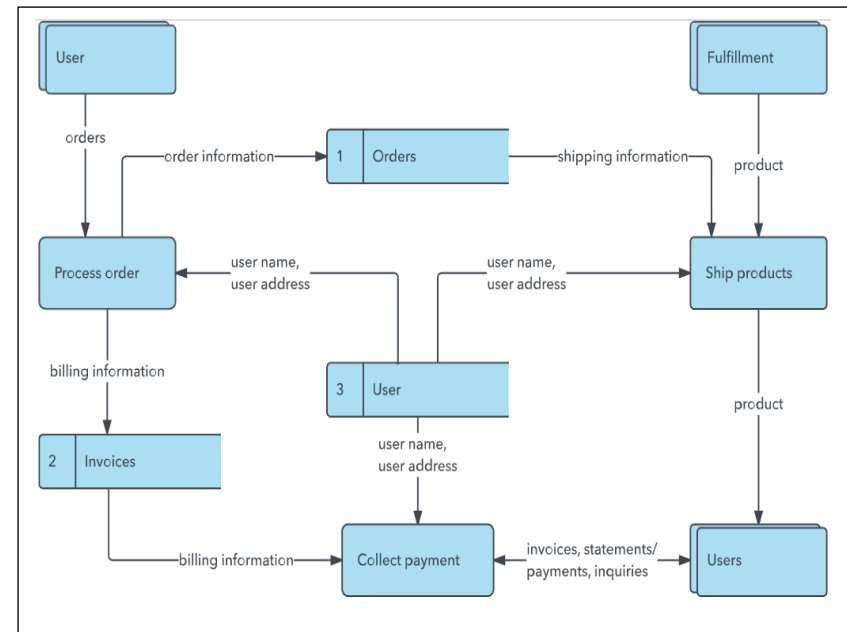 User
Fulfillment
orders
order information
1
Orders
shipping information
product
Process order
user name,
user address
user name,
user address
Ship products
billing information
3
User
product
user name,
user address
2
Invoices
billing information
Collect payment
invoices, statements/
payments, inquiries
Users